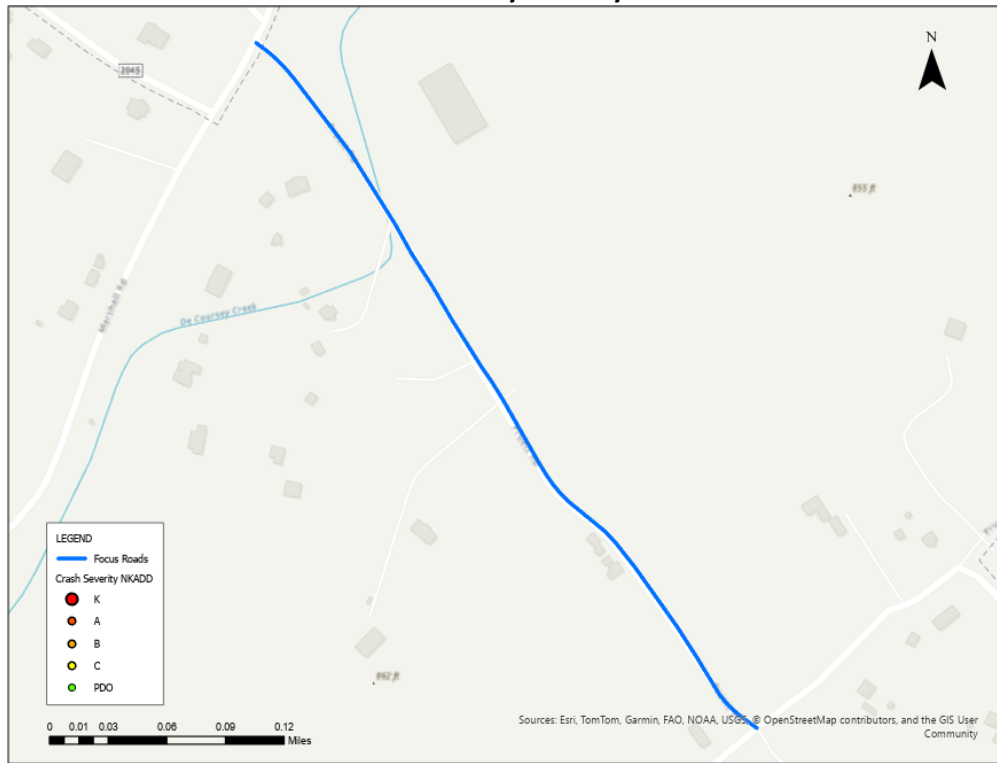 N
2045
855 ft
Marshall Rd
De Coursey Creek
862 ft
LEGEND
Focus Roads
Crash Severity NKADD
K
A
B
C
PDO
0 0.01 0.03 0.06 0.09 0.12
Miles
Sources: Esri, TomTom, Garmin, FAO, NOAA, USGS, © OpenStreetMap contributors, and the GIS User
Community